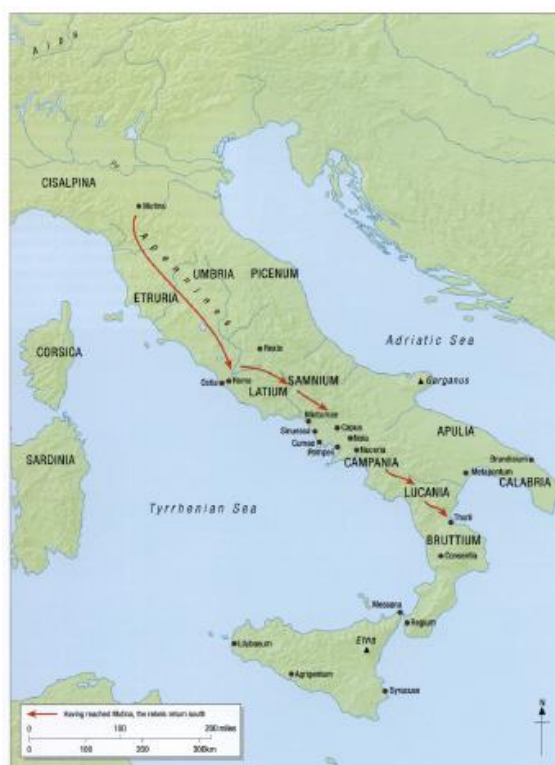 Alps
Po
CISALPINA
Mutina
Apennines
UMBRIA
PICENUM
ETRURIA
CORSICA
Adriatic Sea
Reate
Ostia
Rome
SAMNIUM
LATIUM
Garganus
Minturnae
Capua
Sinuessa
Nola
APULIA
Cumae
Nuceria
Pompeii
Brundisium
SARDINIA
CAMPANIA
Metapontum
CALABRIA
LUCANIA
Tyrrhenian Sea
Thurii
BRUTTIUM
Consentia
Messana
Regium
Lilybaeum
Etna
Agrigentum
Syracuse
Having reached Mutina, the rebels return south
N
0 100 200 miles
0 100 200 300km